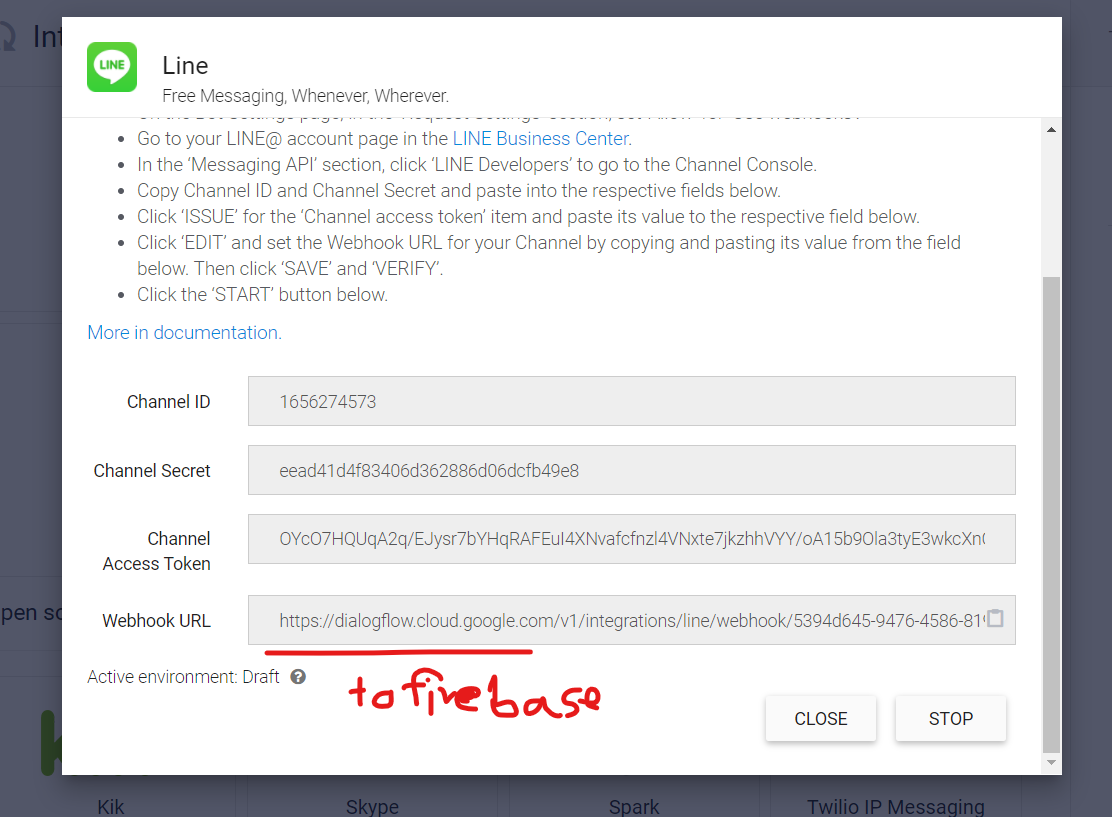 Int
LINE
Line
Free Messaging, Whenever, Wherever.
Go to your LINE@ account page in the LINE Business Center.
In the ‘Messaging API’ section, click ‘LINE Developers’ to go to the Channel Console.
Copy Channel ID and Channel Secret and paste into the respective fields below.
Click ‘ISSUE’ for the ‘Channel access token’ item and paste its value to the respective field below.
Click ‘EDIT’ and set the Webhook URL for your Channel by copying and pasting its value from the field
below. Then click ‘SAVE’ and ‘VERIFY’.
Click the ‘START’ button below.
More in documentation.
Channel ID
1656274573
Channel Secret
eead41d4f83406d362886d06dcfb49e8
Channel
Access Token
OYcO7HQUqA2q/EJysr7bYHqRAFEuI4XNvafcfnzl4VNxte7jkzhhVYY/oA15b9Ola3tyE3wkcXn
Webhook URL
https://dialogflow.cloud.google.com/v1/integrations/line/webhook/5394d645-9476-4586-81
pen so
Active environment: Draft ?
to firebase
CLOSE
STOP
Kik
Skype
Spark
Twilio IP Messaging